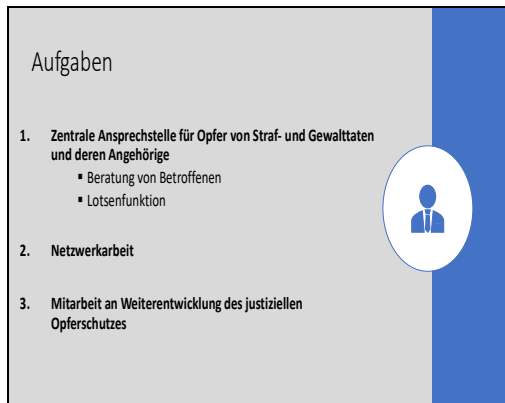 Aufgaben
1. Zentrale Ansprechstelle für Opfer von Straf- und Gewalttaten
und deren Angehörige
▪ Beratung von Betroffenen
▪ Lotsenfunktion
2. Netzwerkarbeit
3. Mitarbeit an Weiterentwicklung des justiziellen
Opferschutzes